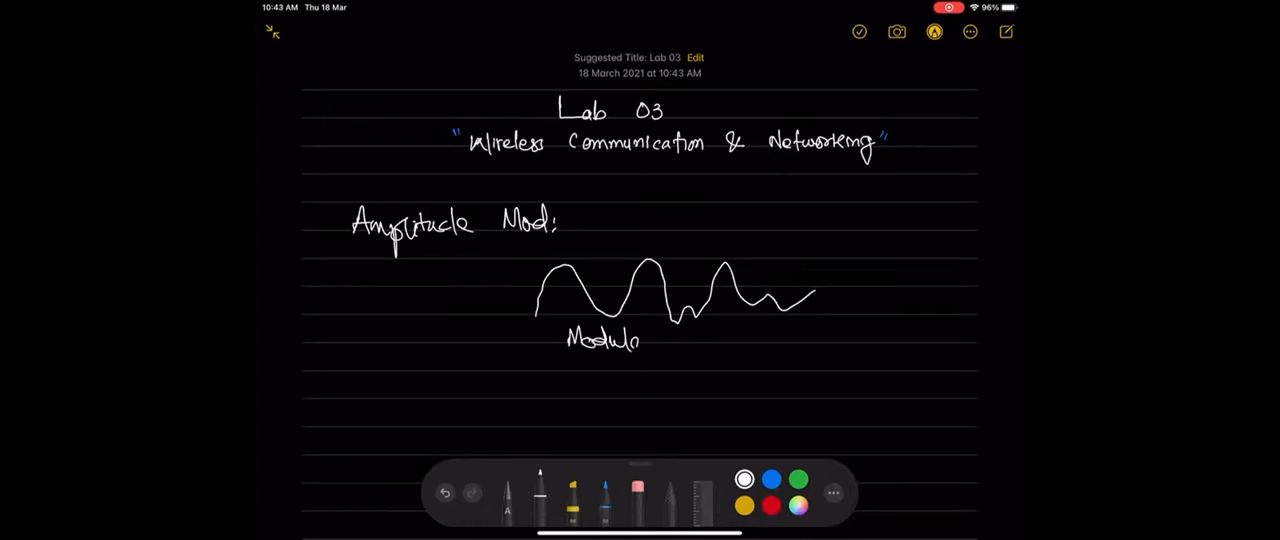 10:43 AM Thu 18 Mar 96%
Suggested Title: Lab 03 Edit
18 March 2021 at 10:43 AM
Lab 03
"Wireless Communication & Networking"
Amplitude Mod:
Modula
A